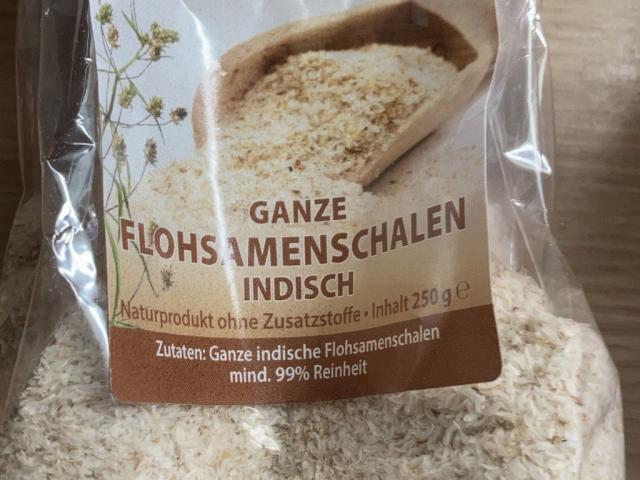 GANZE
FLOHSAMENSCHALEN
INDISCH
Naturprodukt ohne Zusatzstoffe • Inhalt 250 g ℮
Zutaten: Ganze indische Flohsamenschalen
mind. 99% Reinheit